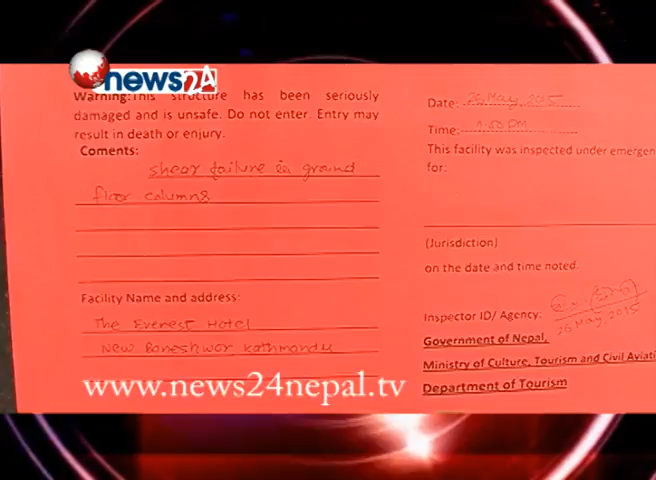 news24
Warning:This structure has been seriously
damaged and is unsafe. Do not enter. Entry may
result in death or enjury.
Coments:
shear failure in ground
floor columns
Facility Name and address:
The Everest Hotel
New Baneshwor Kathmandu
www.news24nepal.tv
Date: 26 May, 2015
Time: 1:50 PM
This facility was inspected under emergen
for:
(Jurisdiction)
on the date and time noted.
Inspector ID/ Agency:
26 May, 2015
Government of Nepal,
Ministry of Culture, Tourism and Civil Aviati
Department of Tourism